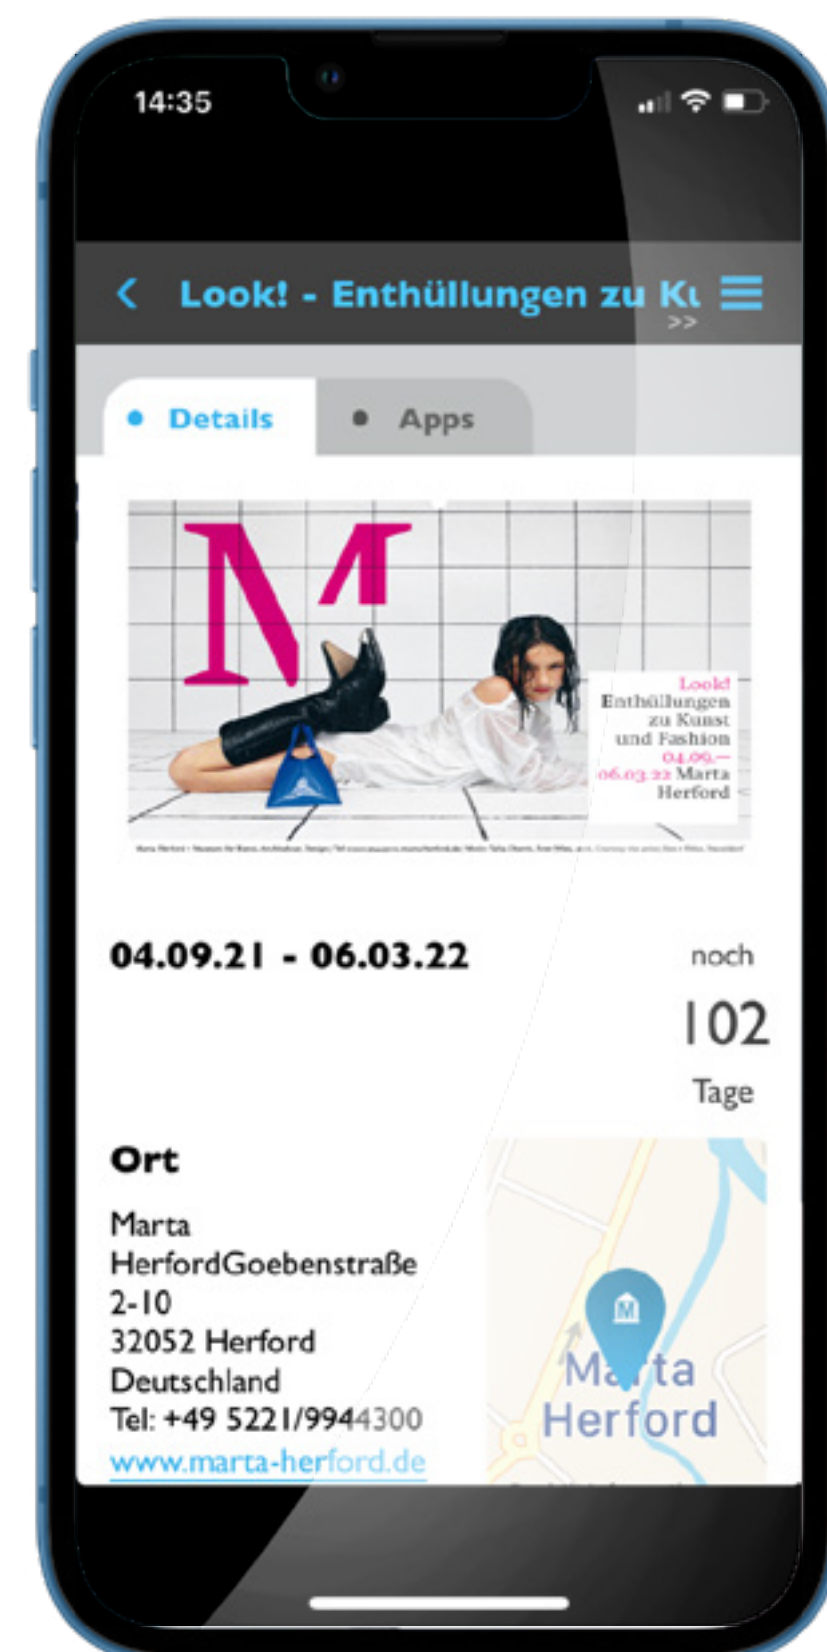 14:35
Look! - Enthüllungen zu Kı
>>
Details
Apps
M
Look!
Enthüllungen
zu Kunst
und Fashion
04.09.—
06.03.22 Marta
Herford
04.09.21 - 06.03.22
noch
102
Tage
Ort
Marta
HerfordGoebenstraße
2-10
32052 Herford
Deutschland
Tel: +49 5221/9944300
www.marta-herford.de
M
Marta
Herford